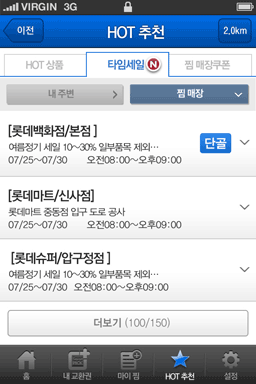 VIRGIN 3G
이전 HOT 추천 2,0km
HOT 상품 타임세일 N 찜 매장쿠폰
내 주변 찜 매장
[롯데백화점/본점 ]
여름정기 세일 10~30% 일부품목 제외…
07/25~07/30 오전08:00~오후09:00
단골
[롯데마트/신사점]
롯데마트 중동점 입구 도로 공사
07/25~07/30 오전08:00~오후09:00
[롯데슈퍼/압구정점 ]
여름정기 세일 10~30% 일부품목 제외…
07/25~07/30 오전08:00~오후09:00
더보기 (100/150)
홈 내 교환권 마이 찜 HOT 추천 설정